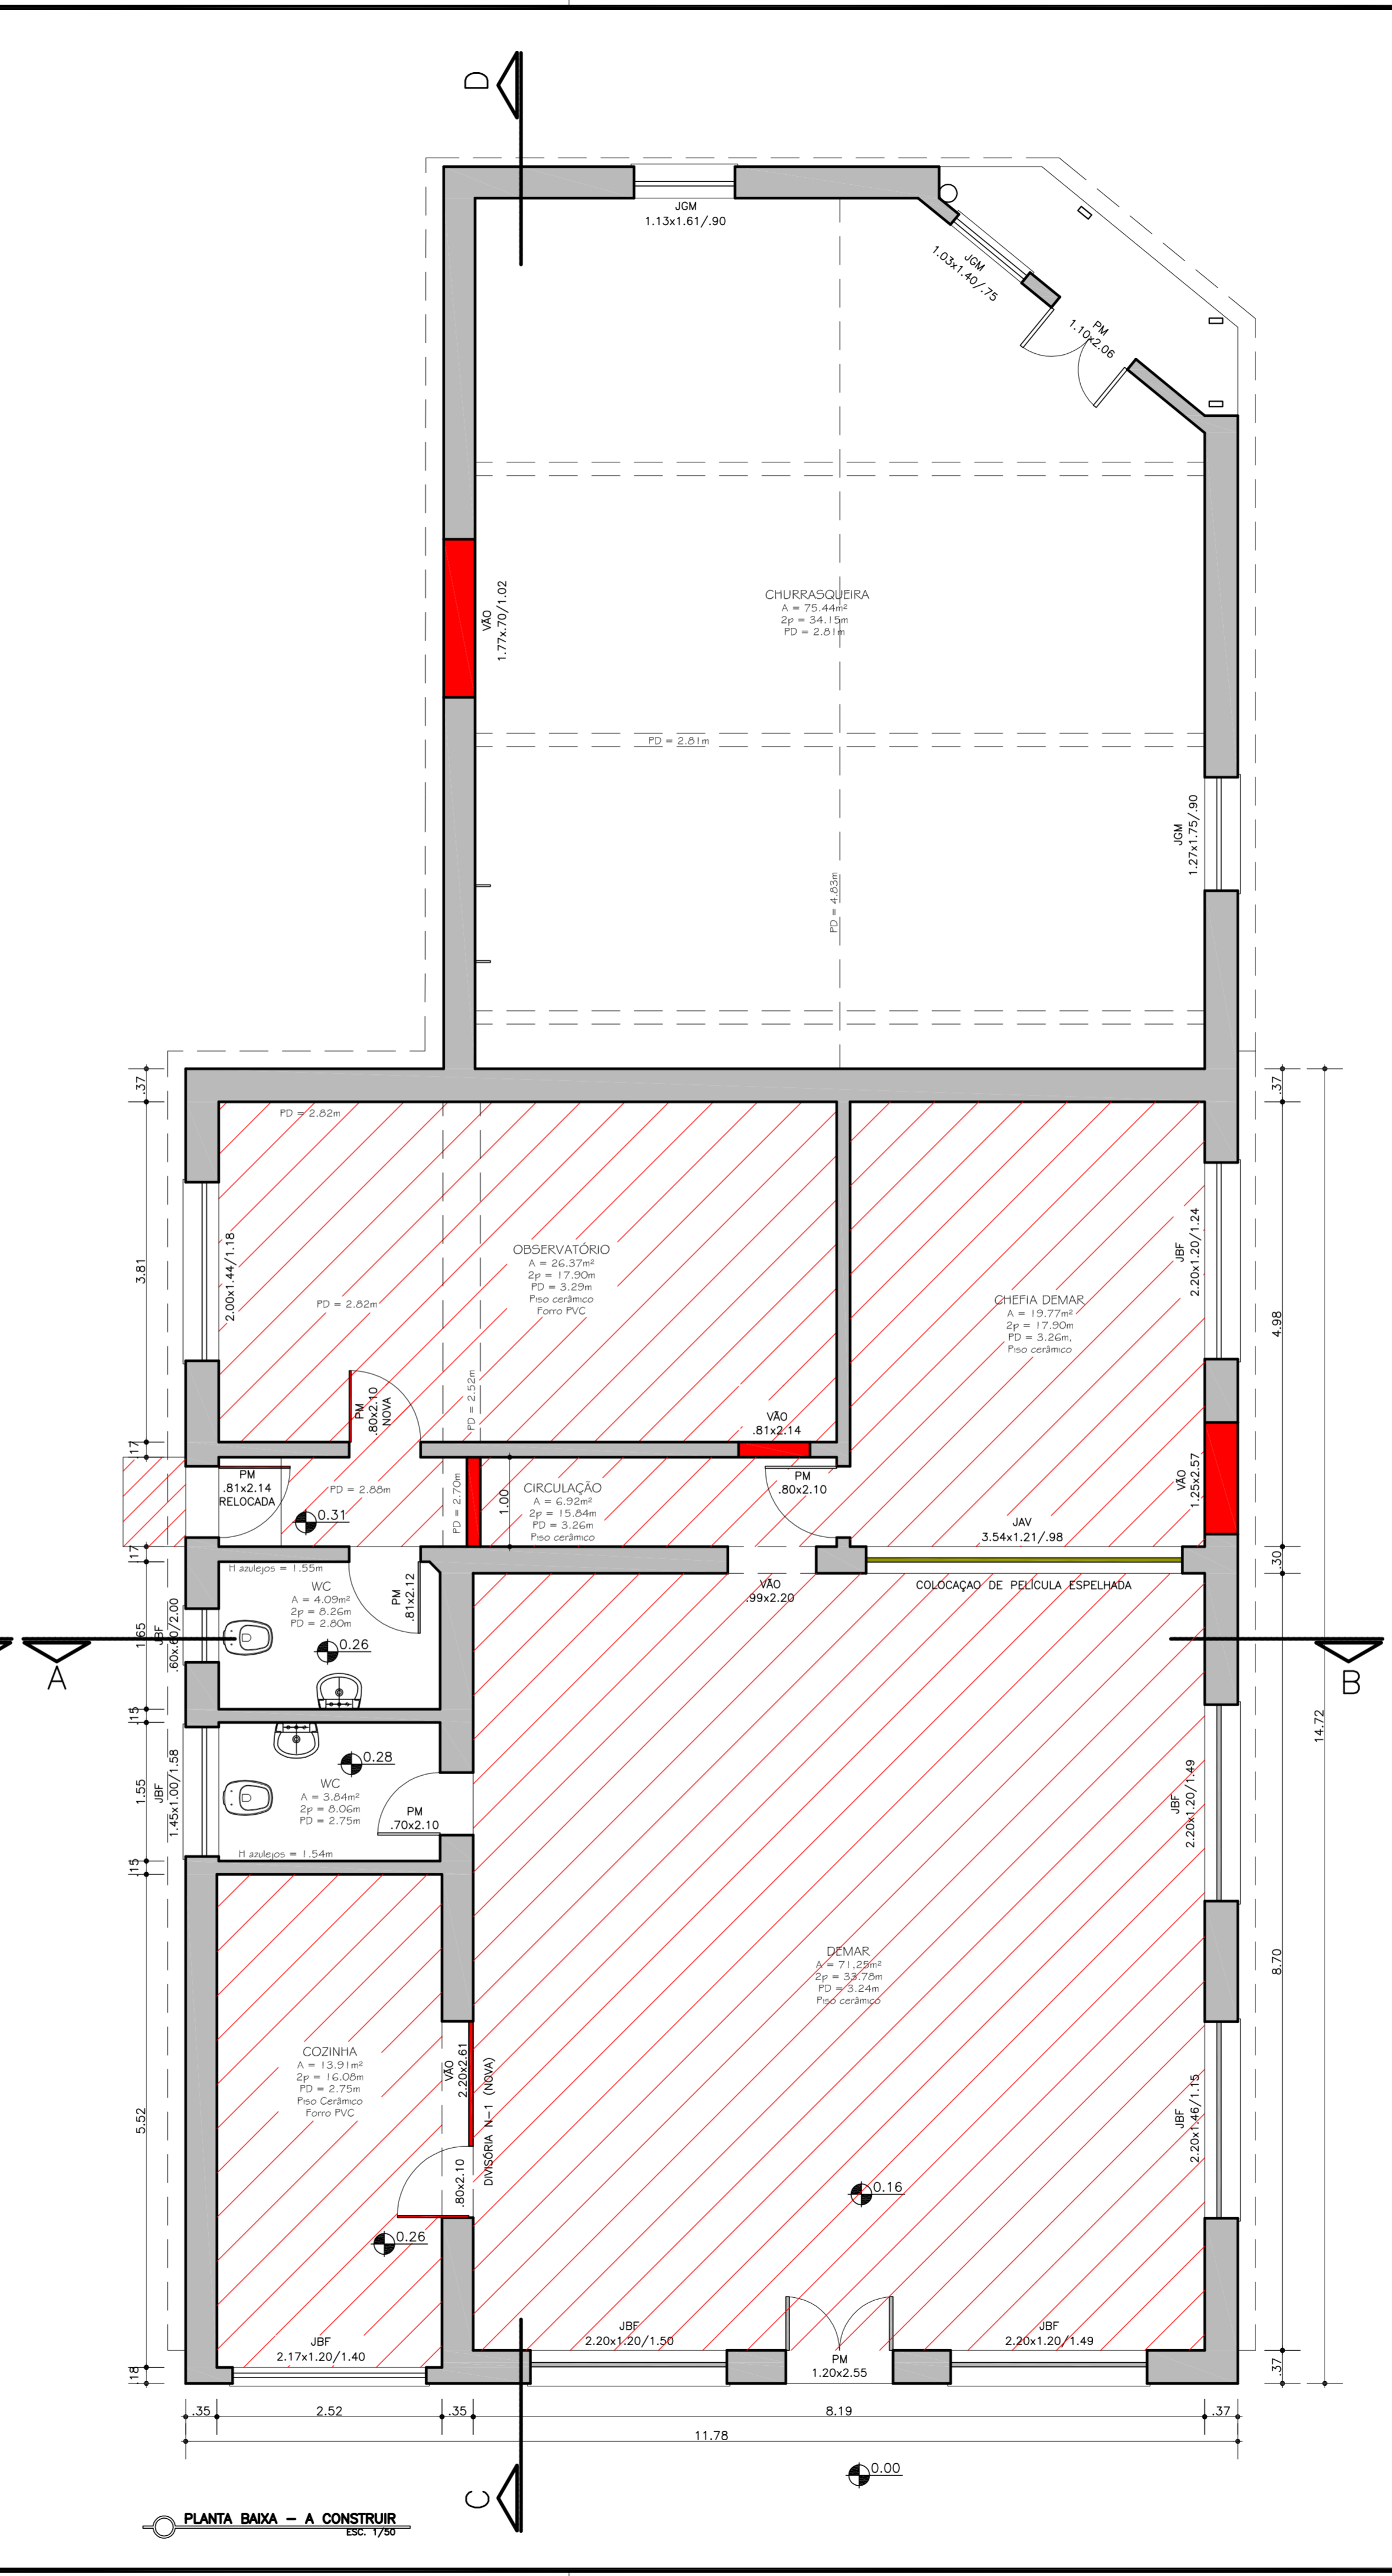 D
JGM
1.13x1.61/.90
JGM
1.03x1.40/.75
PM
1.10x2.06
VÃO
1.77x.70/1.02
CHURRASQUEIRA
A = 75.44m²
2p = 34.15m
PD = 2.81m
PD = 2.81m
JGM
1.27x1.75/.90
PD = 4.83m
.37
.37
PD = 2.82m
3.81
2.00x1.44/1.18
OBSERVATÓRIO
A = 26.37m²
2p = 17.90m
PD = 3.29m
Piso cerâmico
Forro PVC
PD = 2.82m
JBF
2.20x1.20/1.24
CHEFIA DEMAR
A = 19.77m²
2p = 17.90m
PD = 3.26m,
Piso cerâmico
4.98
PM
.80x2.10
NOVA
PD = 2.52m
VÃO
.81x2.14
.17
PM
.81x2.14
RELOCADA
PD = 2.88m
0.31
PD = 2.70m
1.00
CIRCULAÇÃO
A = 6.92m²
2p = 15.84m
PD = 3.26m
Piso cerâmico
PM
.80x2.10
VÃO
1.25x2.57
JAV
3.54x1.21/.98
.17
.30
H azulejos = 1.55m
WC
A = 4.09m²
2p = 8.26m
PD = 2.80m
PM
.81x2.12
VÃO
.99x2.20
COLOCAÇAO DE PELÍCULA ESPELHADA
1.65
JBF
.60x.60/2.00
0.26
A
B
.15
14.72
0.28
1.55
JBF
1.45x1.00/1.58
WC
A = 3.84m²
2p = 8.06m
PD = 2.75m
PM
.70x2.10
JBF
2.20x1.20/1.49
H azulejos = 1.54m
.15
DEMAR
A = 71.25m²
2p = 33.78m
PD = 3.24m
Piso cerâmico
8.70
COZINHA
A = 13.91m²
2p = 16.08m
PD = 2.75m
Piso Cerâmico
Forro PVC
5.52
VÃO
2.20x2.61
DIVISÓRIA N-1 (NOVA)
JBF
2.20x1.46/1.15
.80x2.10
0.16
0.26
JBF
2.17x1.20/1.40
JBF
2.20x1.20/1.50
PM
1.20x2.55
JBF
2.20x1.20/1.49
.18
.37
.35
2.52
.35
8.19
.37
11.78
0.00
C
PLANTA BAIXA - A CONSTRUIR
ESC. 1/50